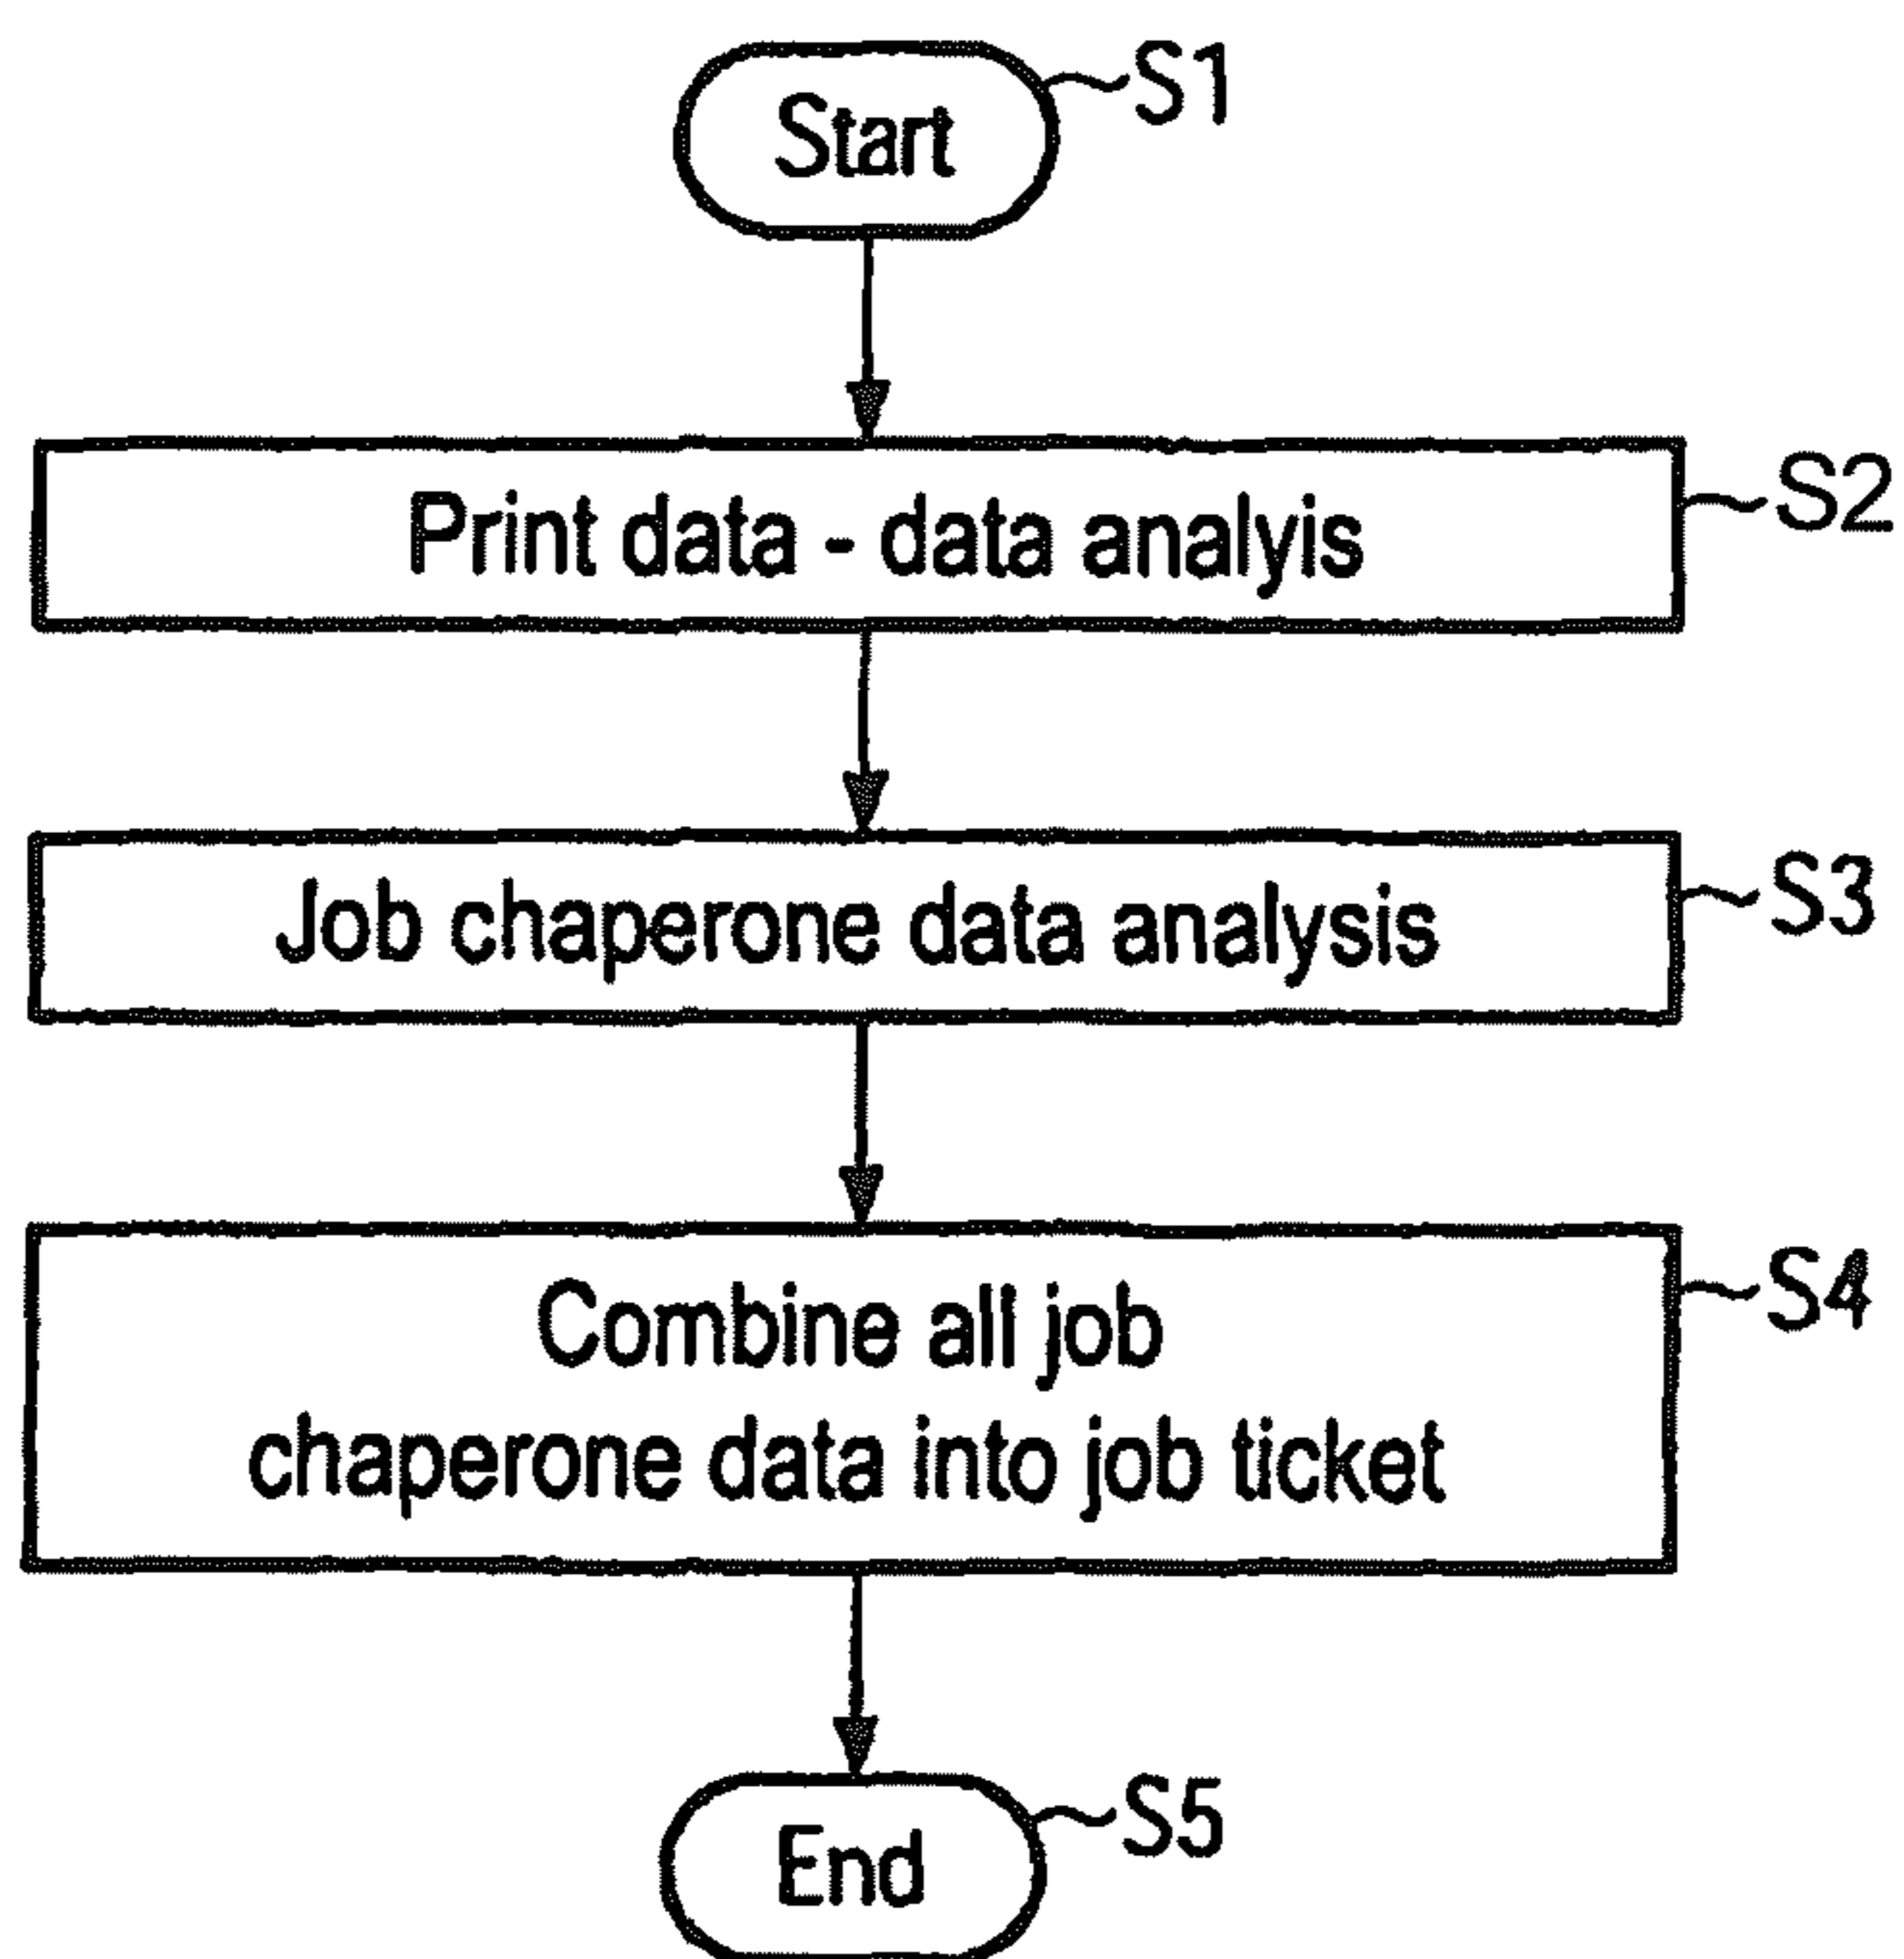 Start
S1
Print data - data analyis
S2
Job chaperone data analysis
S3
Combine all job
chaperone data into job ticket
S4
End
S5